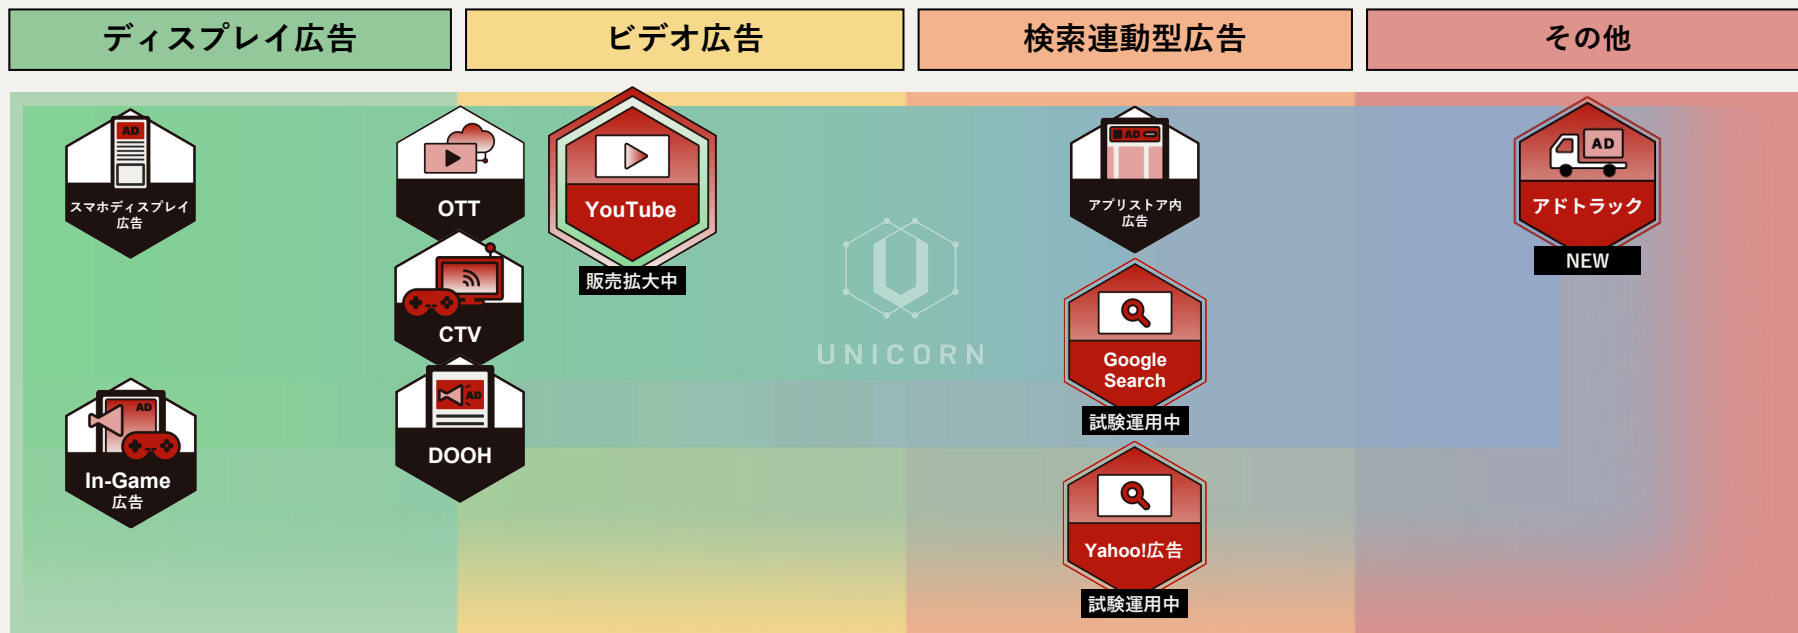 ディスプレイ広告
ビデオ広告
検索連動型広告
その他
AD
スマホディスプレイ
広告
OTT
YouTube
販売拡大中
AD
アプリストア内
広告
AD
アドトラック
NEW
CTV
UNICORN
Google
Search
試験運用中
AD
In-Game
広告
AD
DOOH
Yahoo!広告
試験運用中